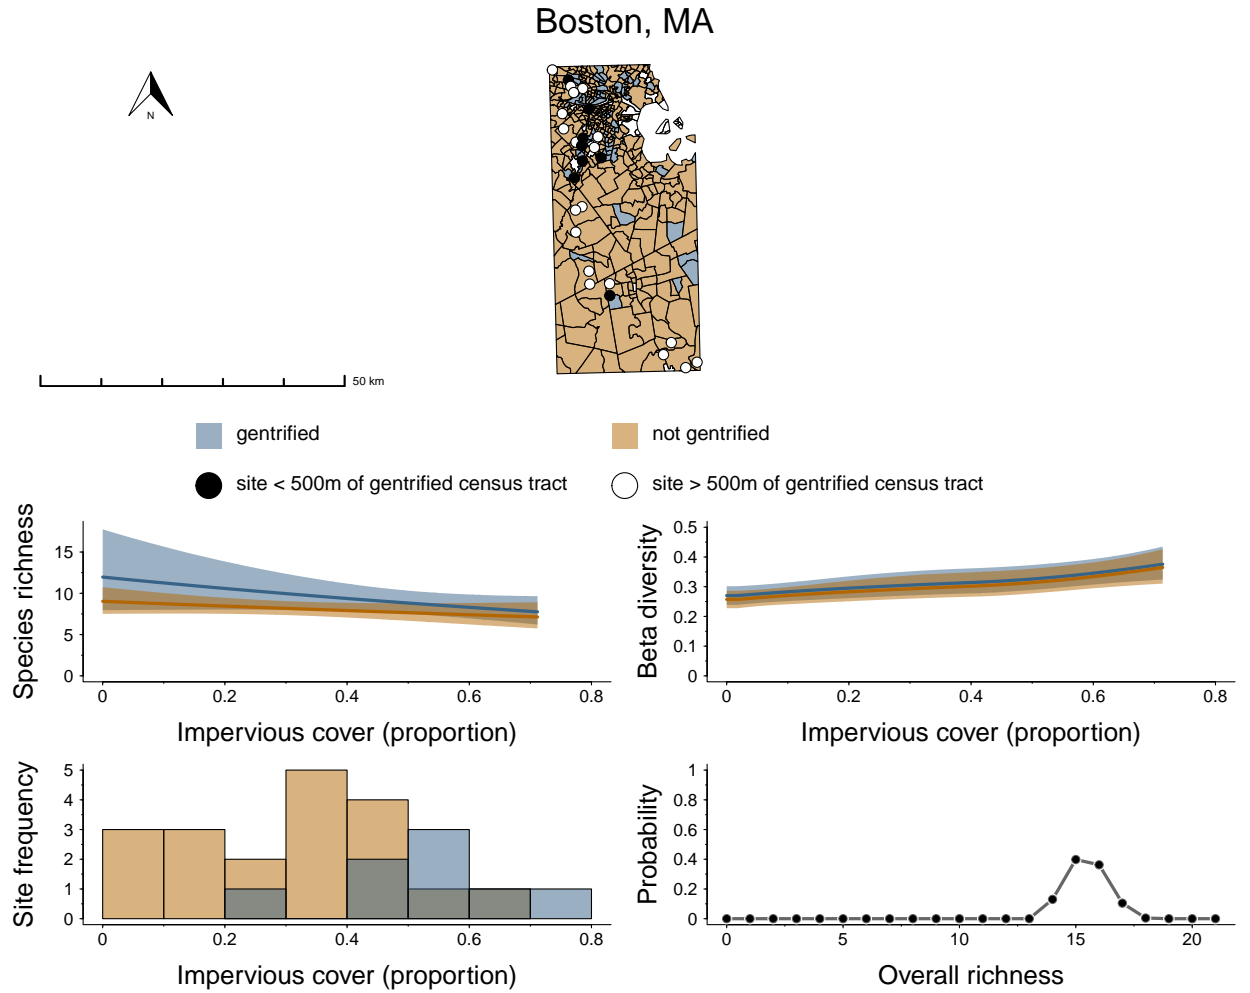 Boston, MA
N
50 km
gentrified
not gentrified
site < 500m of gentrified census tract
site > 500m of gentrified census tract
Species richness
15
10
5
0
0
0.2
0.4
0.6
0.8
Impervious cover (proportion)
Beta diversity
0.5
0.4
0.3
0.2
0.1
0
0
0.2
0.4
0.6
0.8
Impervious cover (proportion)
Site frequency
5
4
3
2
1
0
0
0.2
0.4
0.6
0.8
Impervious cover (proportion)
Probability
1
0.8
0.6
0.4
0.2
0
0
5
10
15
20
Overall richness